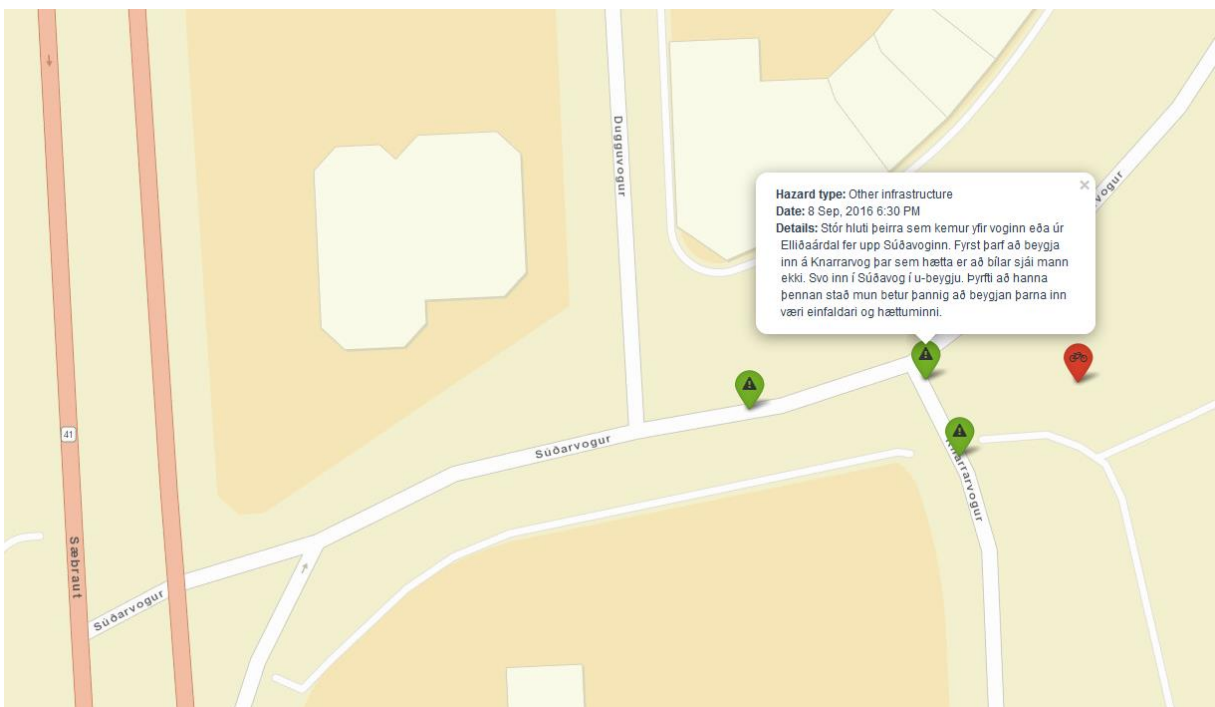 Dugguvogur
Hazard type: Other infrastructure
Date: 8 Sep, 2016 6:30 PM
Details: Stór hluti þeirra sem kemur yfir voginn eða úr
Elliðaárdal fer upp Súðavoginn. Fyrst þarf að beygja
inn á Knarrarvog þar sem hætta er að bílar sjái mann
ekki. Svo inn í Súðavog í u-beygju. Þyrfti að hanna
þennan stað mun betur þannig að beygjan þarna inn
væri einfaldari og hættuminni.
×
vogur
41
Súðarvogur
Knarrarvogur
Sæbraut
Súðarvogur